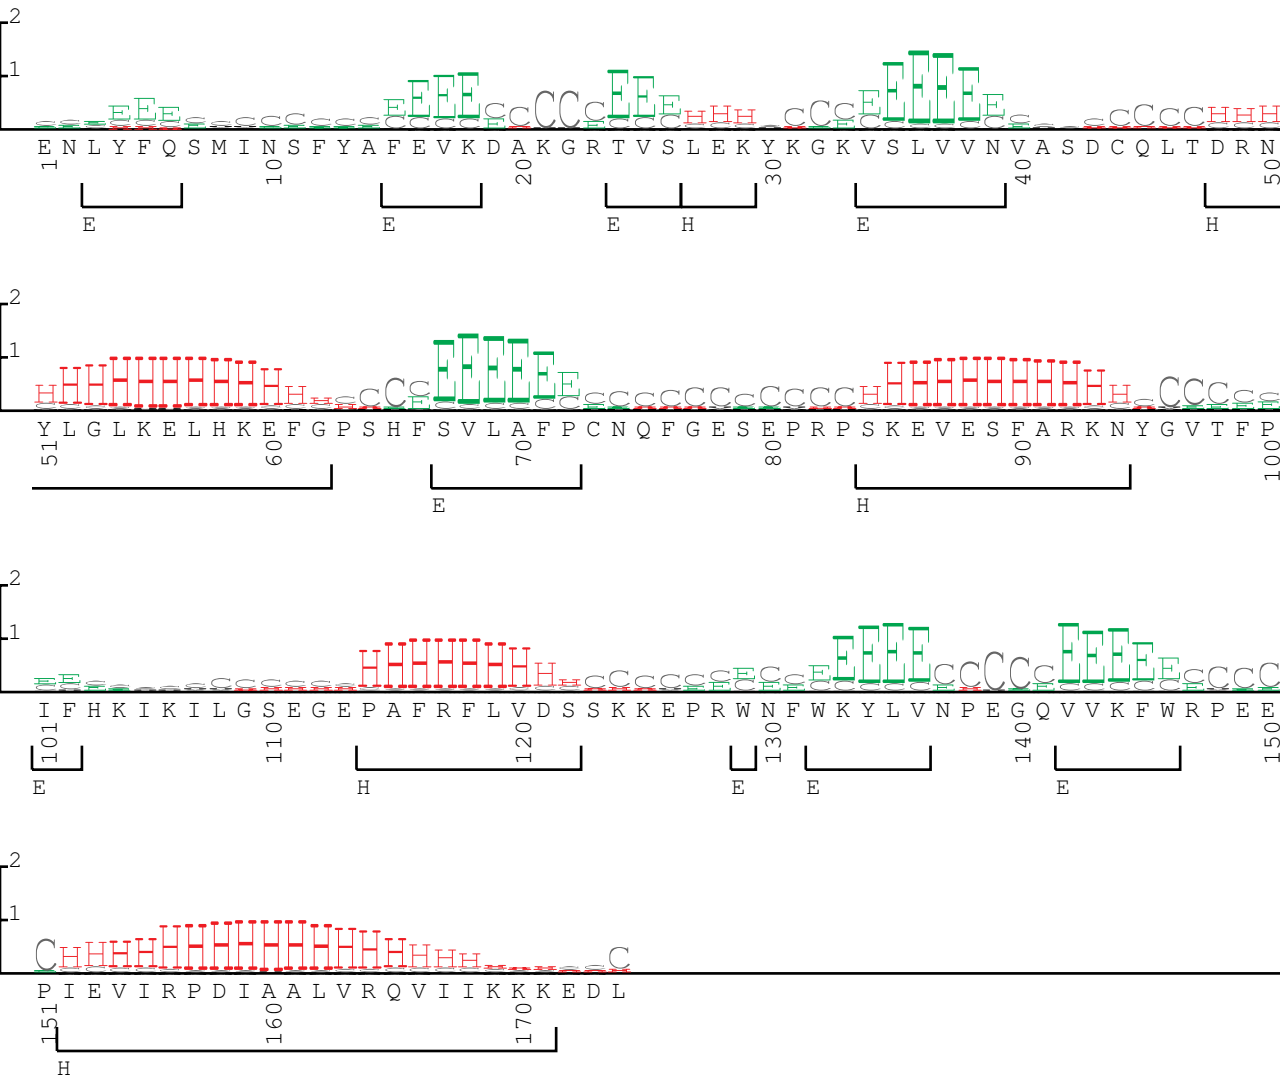 2
1
E N L Y F Q S M I N S F Y A F E V K D A K G R T V S L E K Y K G K V S L V V N V A S D C Q L T D R N
1 10 20 30 40 50
E E E H E H
2
1
Y L G L K E L H K E F G P S H F S V L A F P C N Q F G E S E P R P S K E V E S F A R K N Y G V T F P
51 60 70 80 90 100
E H
2
1
I F H K I K I L G S E G E P A F R F L V D S S K K E P R W N F W K Y L V N P E G Q V V K F W R P E E
101 110 120 130 140 150
E H E E E
2
1
P I E V I R P D I A A L V R Q V I I K K K E D L
151 160 170
H